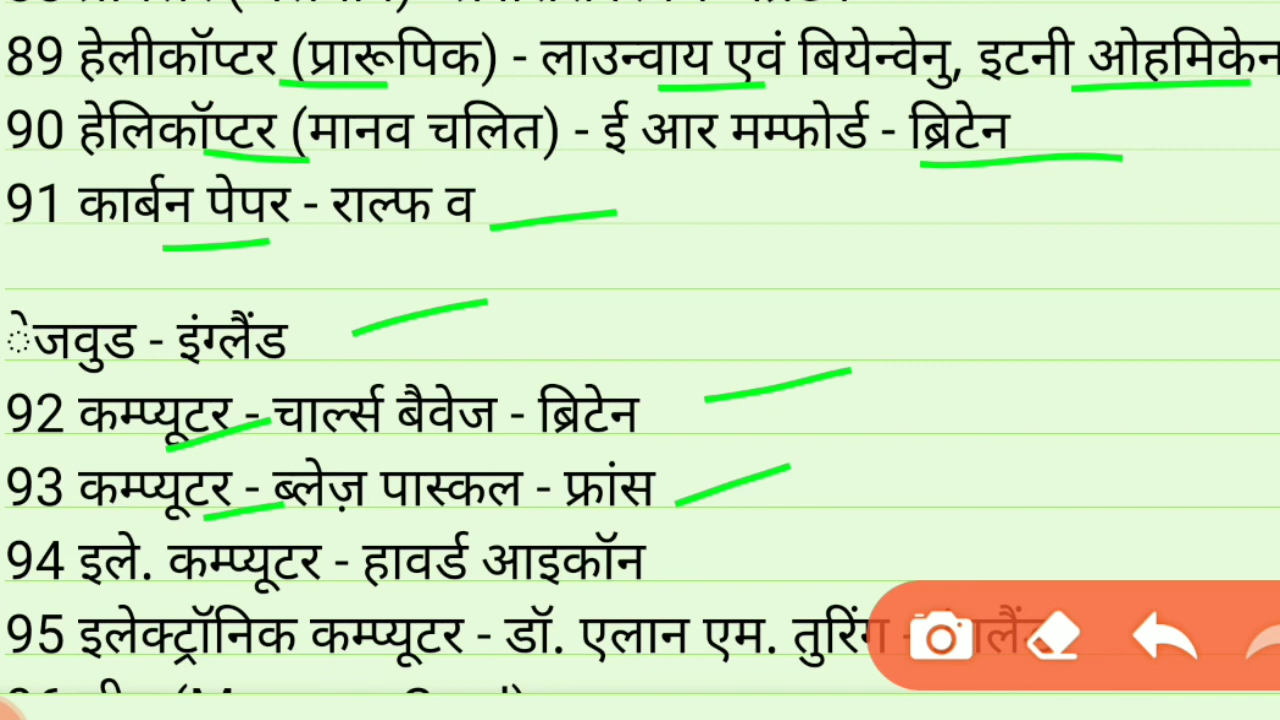 89 हेलीकॉप्टर (प्रारूपिक) - लाउन्वाय एवं बियेन्वेनु, इटनी ओहमिकेन
90 हेलिकॉप्टर (मानव चलित) - ई आर मम्फोर्ड - ब्रिटेन
91 कार्बन पेपर - राल्फ व
ेजवुड - इंग्लैंड
92 कम्प्यूटर - चार्ल्स बैवेज - ब्रिटेन
93 कम्प्यूटर - ब्लेज़ पास्कल - फ्रांस
94 इले. कम्प्यूटर - हावर्ड आइकॉन
95 इलेक्ट्रॉनिक कम्प्यूटर - डॉ. एलान एम. तुरिंग -